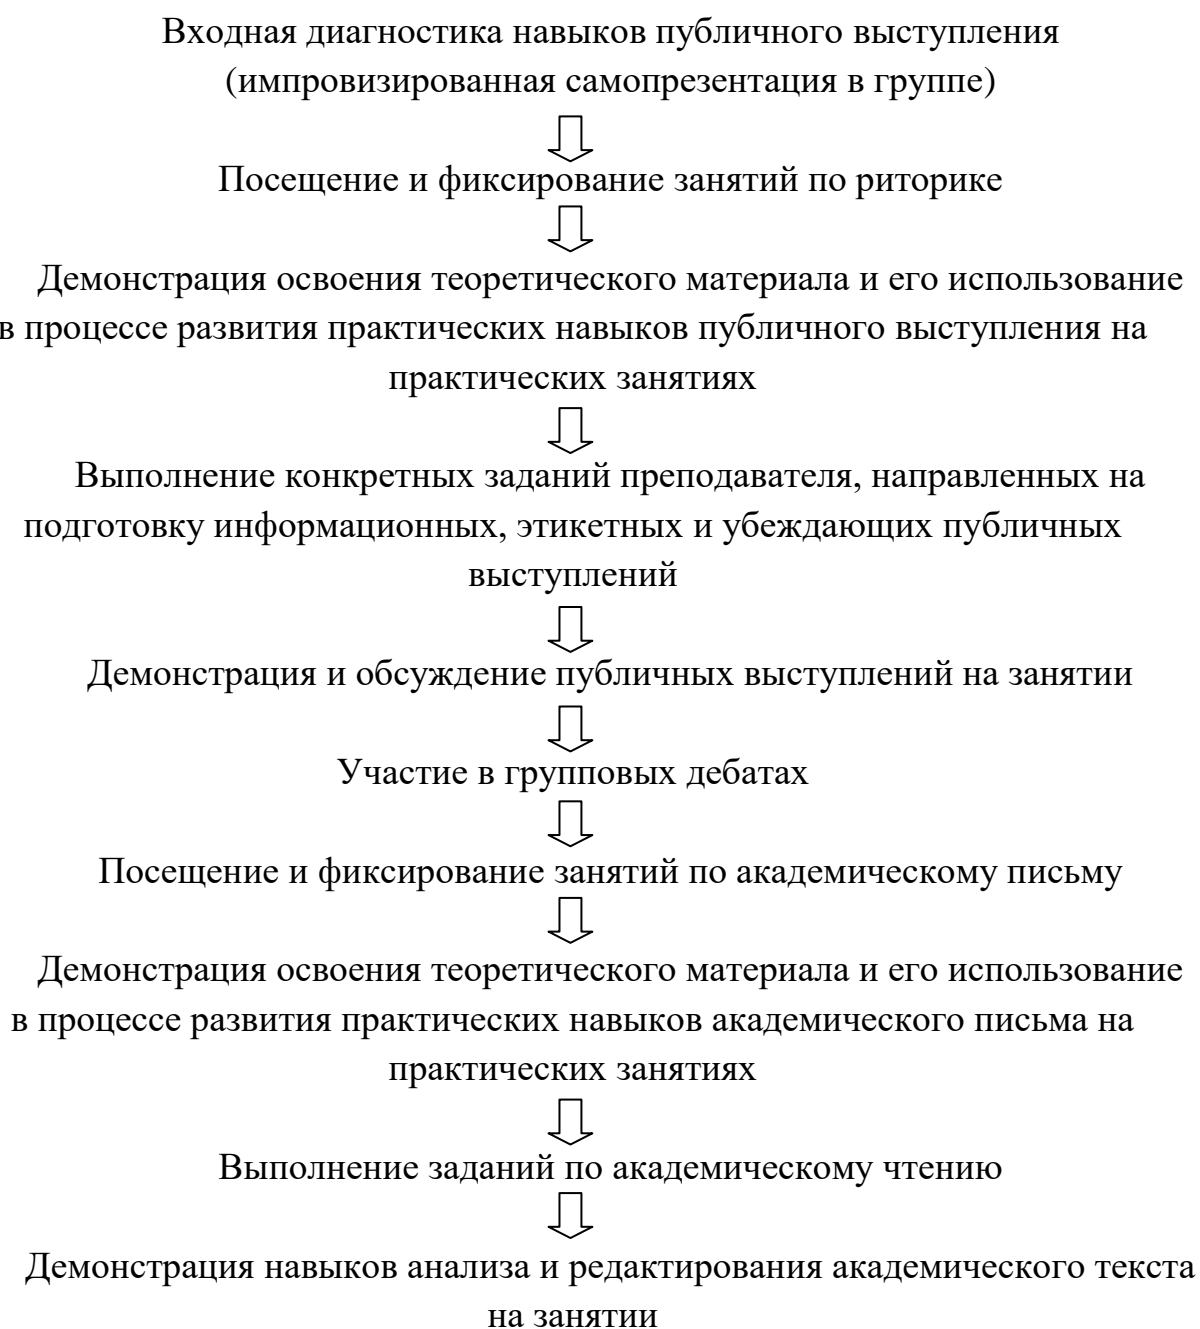 Входная диагностика навыков публичного выступления
(импровизированная самопрезентация в группе)
Посещение и фиксирование занятий по риторике
Демонстрация освоения теоретического материала и его использование
в процессе развития практических навыков публичного выступления на
практических занятиях
Выполнение конкретных заданий преподавателя, направленных на
подготовку информационных, этикетных и убеждающих публичных
выступлений
Демонстрация и обсуждение публичных выступлений на занятии
Участие в групповых дебатах
Посещение и фиксирование занятий по академическому письму
Демонстрация освоения теоретического материала и его использование
в процессе развития практических навыков академического письма на
практических занятиях
Выполнение заданий по академическому чтению
Демонстрация навыков анализа и редактирования академического текста
на занятии